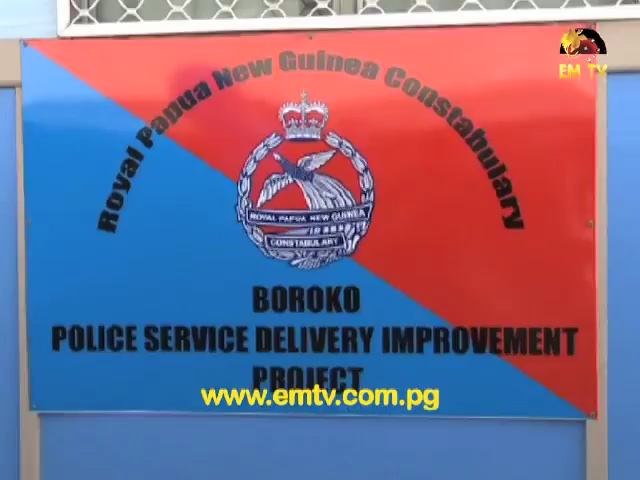 EM TV
Royal Papua New Guinea Constabulary
ROYAL PAPUA NEW GUINEA
CONSTABULARY
BOROKO
POLICE SERVICE DELIVERY IMPROVEMENT
PROJECT
www.emtv.com.pg